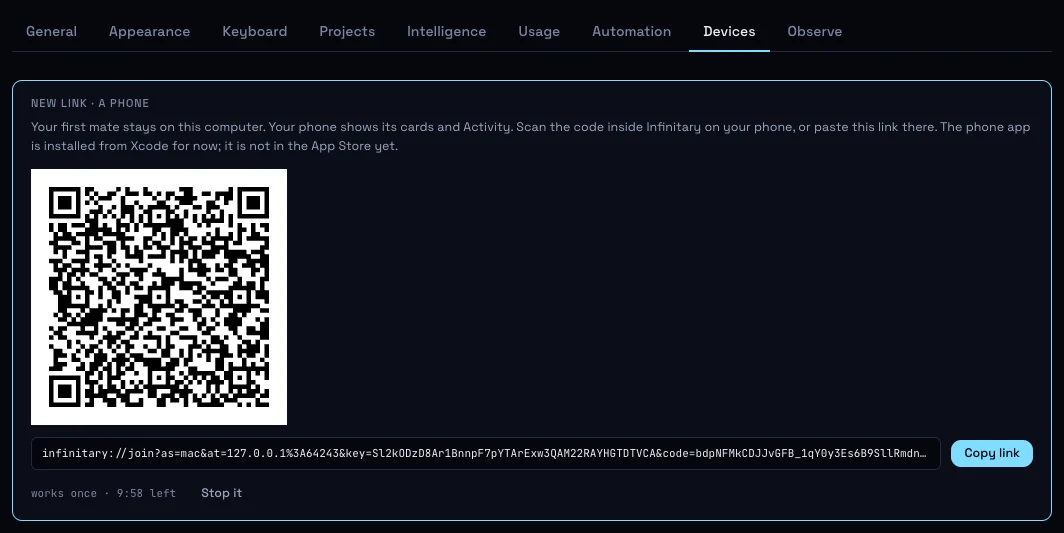 General
Appearance
Keyboard
Projects
Intelligence
Usage
Automation
Devices
Observe
NEW LINK · A PHONE
Your first mate stays on this computer. Your phone shows its cards and Activity. Scan the code inside Infinitary on your phone, or paste this link there. The phone app
is installed from Xcode for now; it is not in the App Store yet.
infinitary://join?as=mac&at=127.0.0.1%3A64243&key=Sl2kODzD8Ar1BnnpF7pYTArExw3QAM22RAYHGTDTVCA&code=bdpNFMkCDJJvGFB_1qY0y3Es6B9SllRmdn…
Copy link
works once · 9:58 left
Stop it